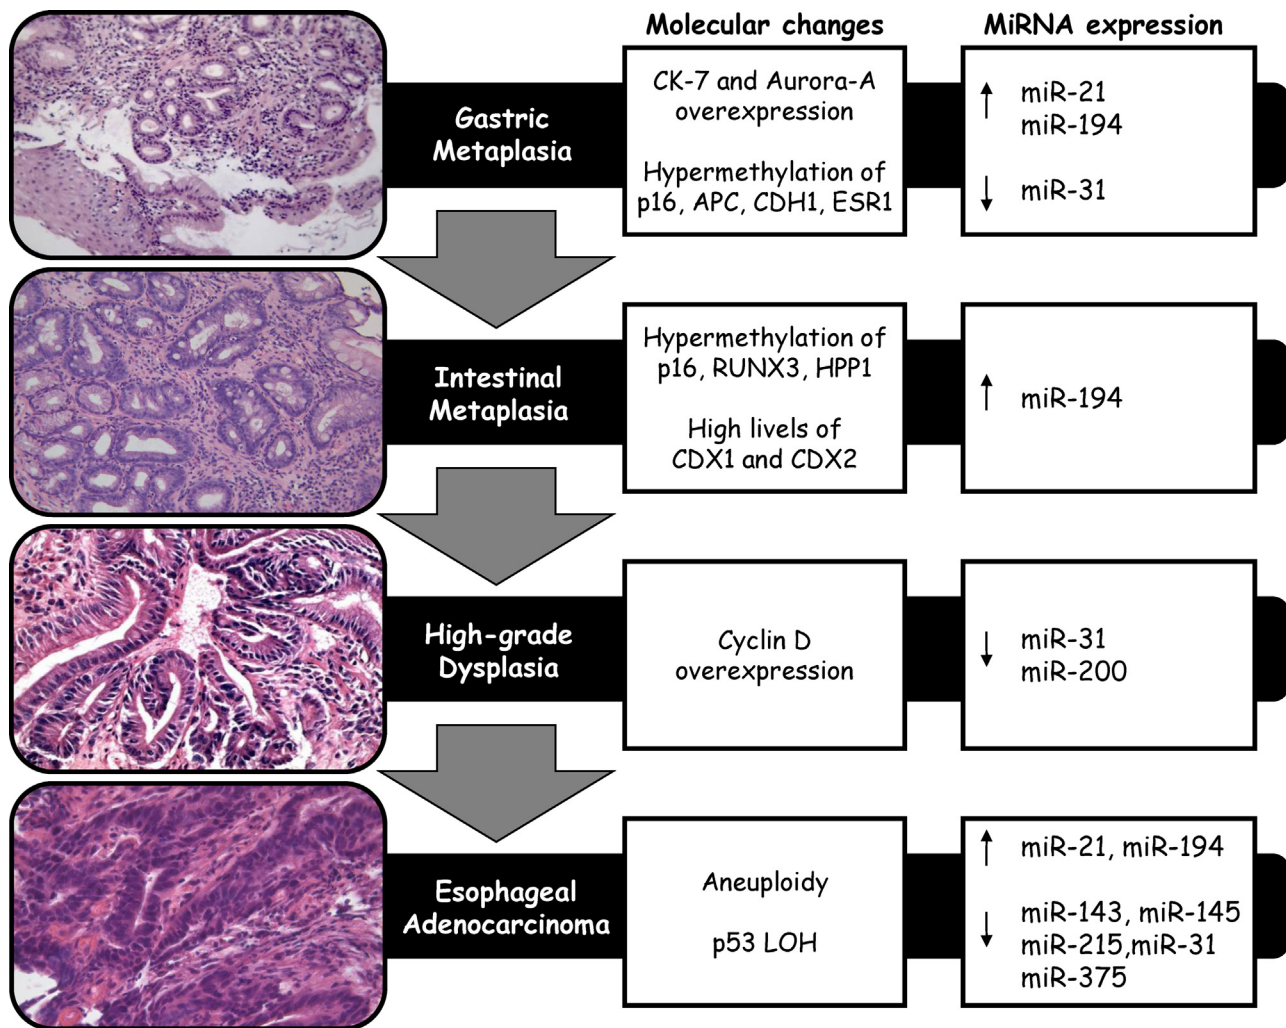 Molecular changes
MiRNA expression
Gastric
Metaplasia
CK-7 and Aurora-A
overexpression
Hypermethylation of
p16, APC, CDH1, ESR1
↑ miR-21
miR-194
↓ miR-31
Intestinal
Metaplasia
Hypermethylation of
p16, RUNX3, HPP1
High livels of
CDX1 and CDX2
↑ miR-194
High-grade
Dysplasia
Cyclin D
overexpression
↓ miR-31
miR-200
Esophageal
Adenocarcinoma
Aneuploidy
p53 LOH
↑ miR-21, miR-194
↓ miR-143, miR-145
miR-215,miR-31
miR-375